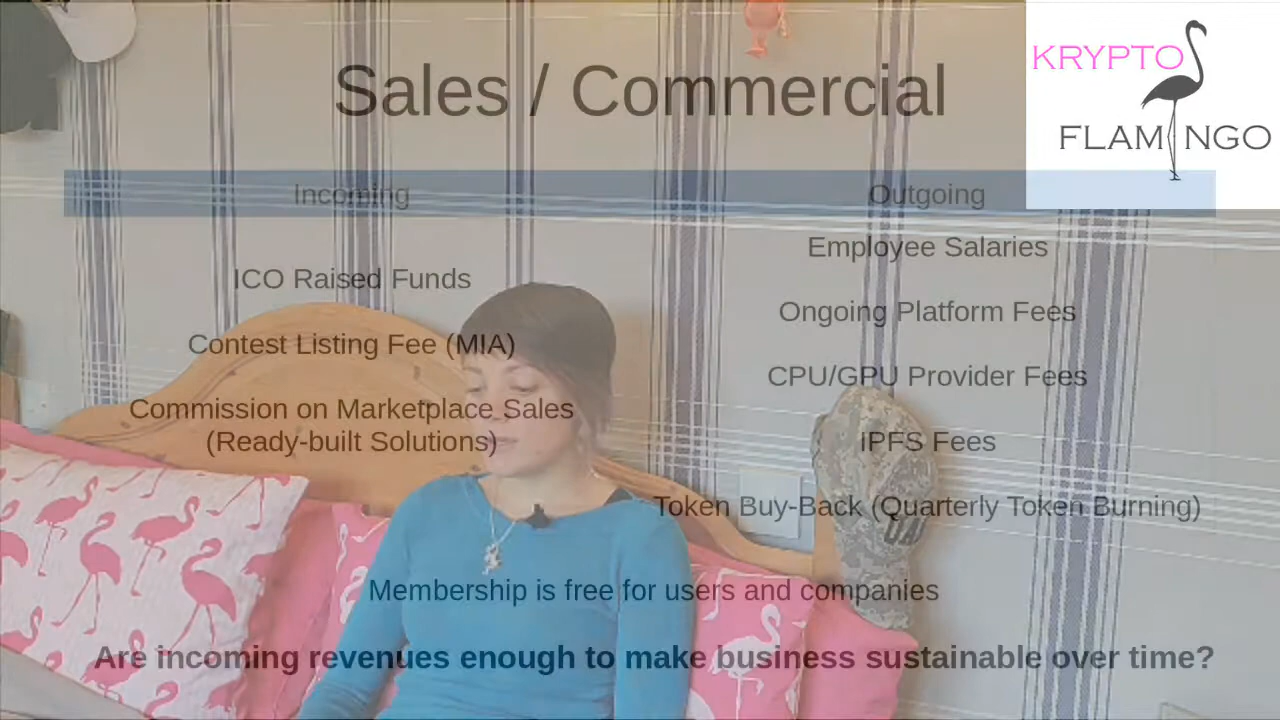 Sales / Commercial
KRYPTO
FLAMINGO
Incoming
Outgoing
ICO Raised Funds
Contest Listing Fee (MIA)
Commission on Marketplace Sales
(Ready-built Solutions)
Employee Salaries
Ongoing Platform Fees
CPU/GPU Provider Fees
IPFS Fees
Token Buy-Back (Quarterly Token Burning)
Membership is free for users and companies
Are incoming revenues enough to make business sustainable over time?